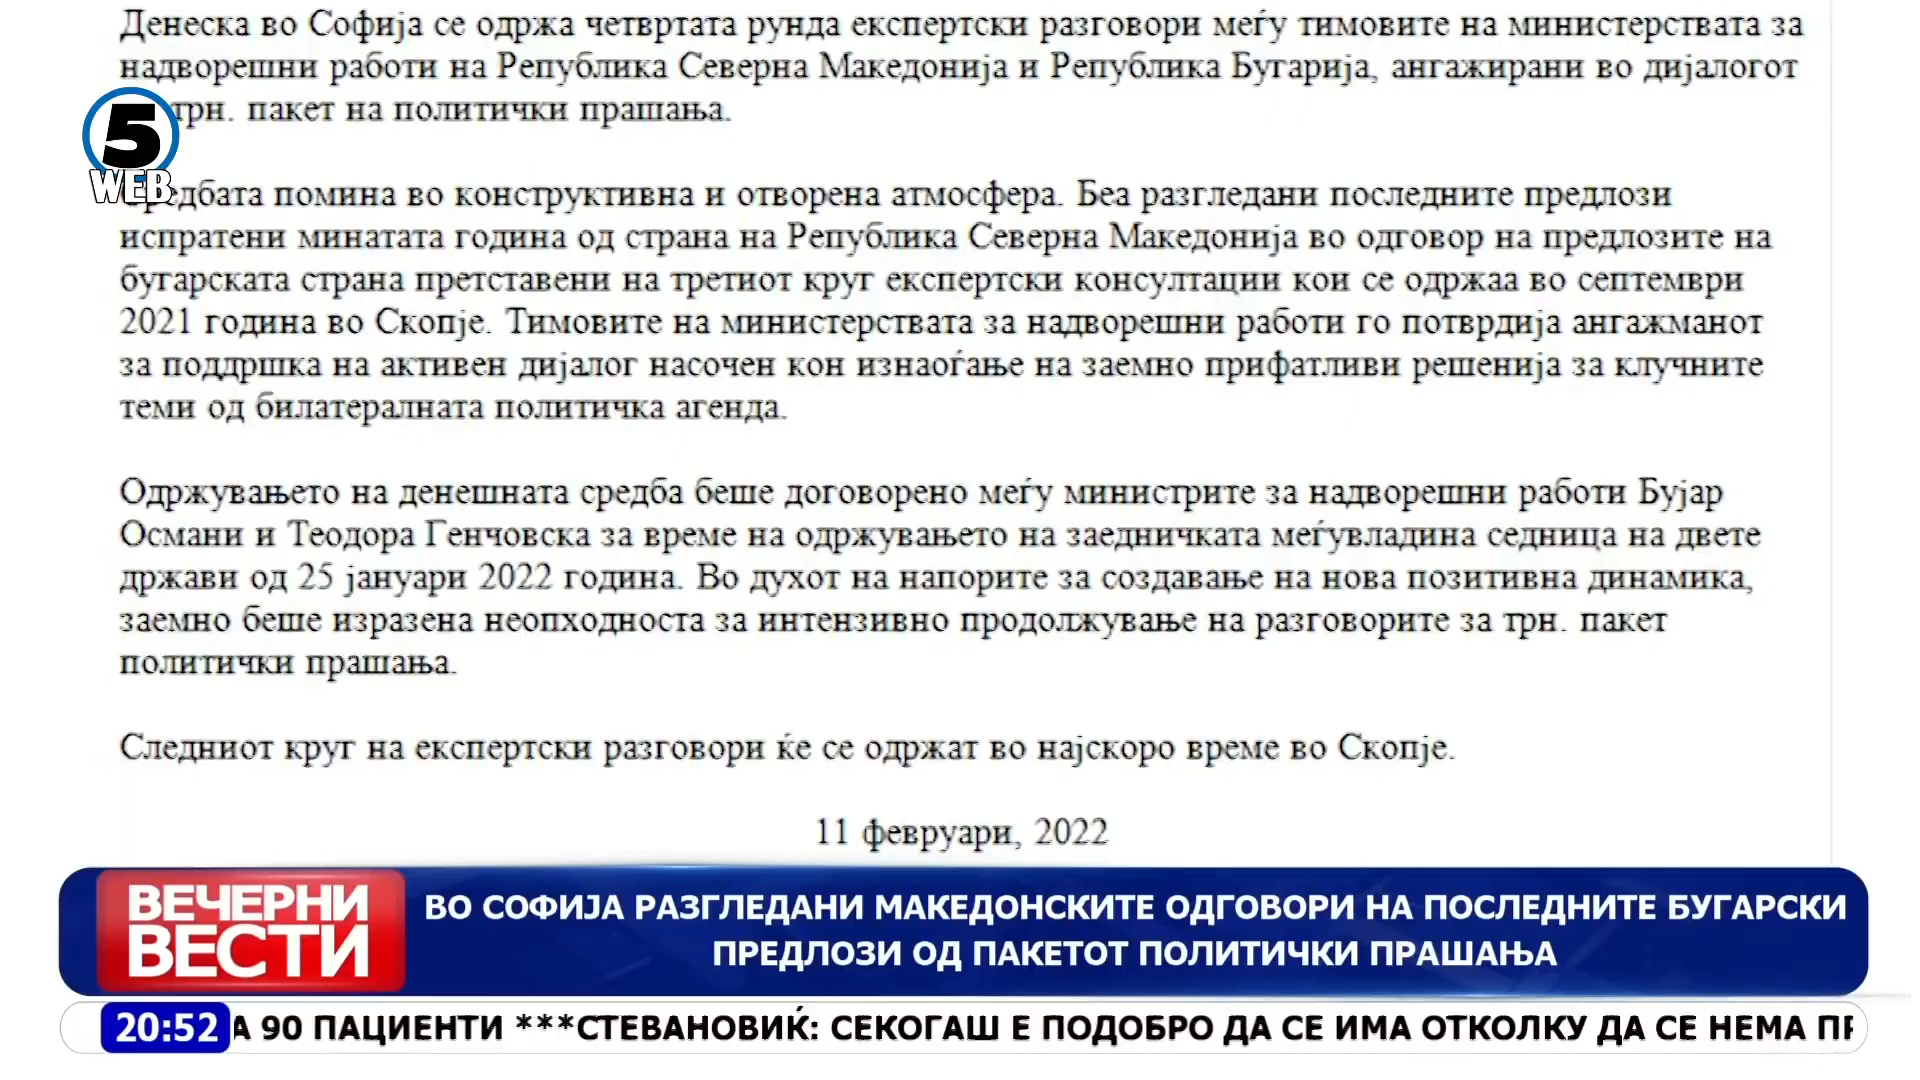 Денеска во Софија се одржа четвртата рунда експертски разговори меѓу тимовите на министерствата за
надворешни работи на Република Северна Македонија и Република Бугарија, ангажирани во дијалогот
трн. пакет на политички прашања.
5
WEB
помина во конструктивна и отворена атмосфера. Беа разгледани последните предлози
испратени минатата година од страна на Република Северна Македонија во одговор на предлозите на
бугарската страна претставени на третиот круг експертски консултации кои се одржаа во септември
2021 година во Скопје. Тимовите на министерствата за надворешни работи го потврдија ангажманот
за поддршка на активен дијалог насочен кон изнаоѓање на заемно прифатливи решенија за клучните
теми од билатералната политичка агенда.
Одржувањето на денешната средба беше договорено меѓу министрите за надворешни работи Бујар
Османи и Теодора Генчовска за време на одржувањето на заедничката меѓувладина седница на двете
држави од 25 јануари 2022 година. Во духот на напорите за создавање на нова позитивна динамика,
заемно беше изразена неопходноста за интензивно продолжување на разговорите за трн. пакет
политички прашања.
Следниот круг на експертски разговори ќе се одржат во најскоро време во Скопје.
11 февруари, 2022
ВЕЧЕРНИ
ВЕСТИ
ВО СОФИЈА РАЗГЛЕДАНИ МАКЕДОНСКИТЕ ОДГОВОРИ НА ПОСЛЕДНИТЕ БУГАРСКИ
ПРЕДЛОЗИ ОД ПАКЕТОТ ПОЛИТИЧКИ ПРАШАЊА
20:52 А 90 ПАЦИЕНТИ ***СТЕВАНОВИЌ: СЕКОГАШ Е ПОДОБРО ДА СЕ ИМА ОТКОЛКУ ДА СЕ НЕМА